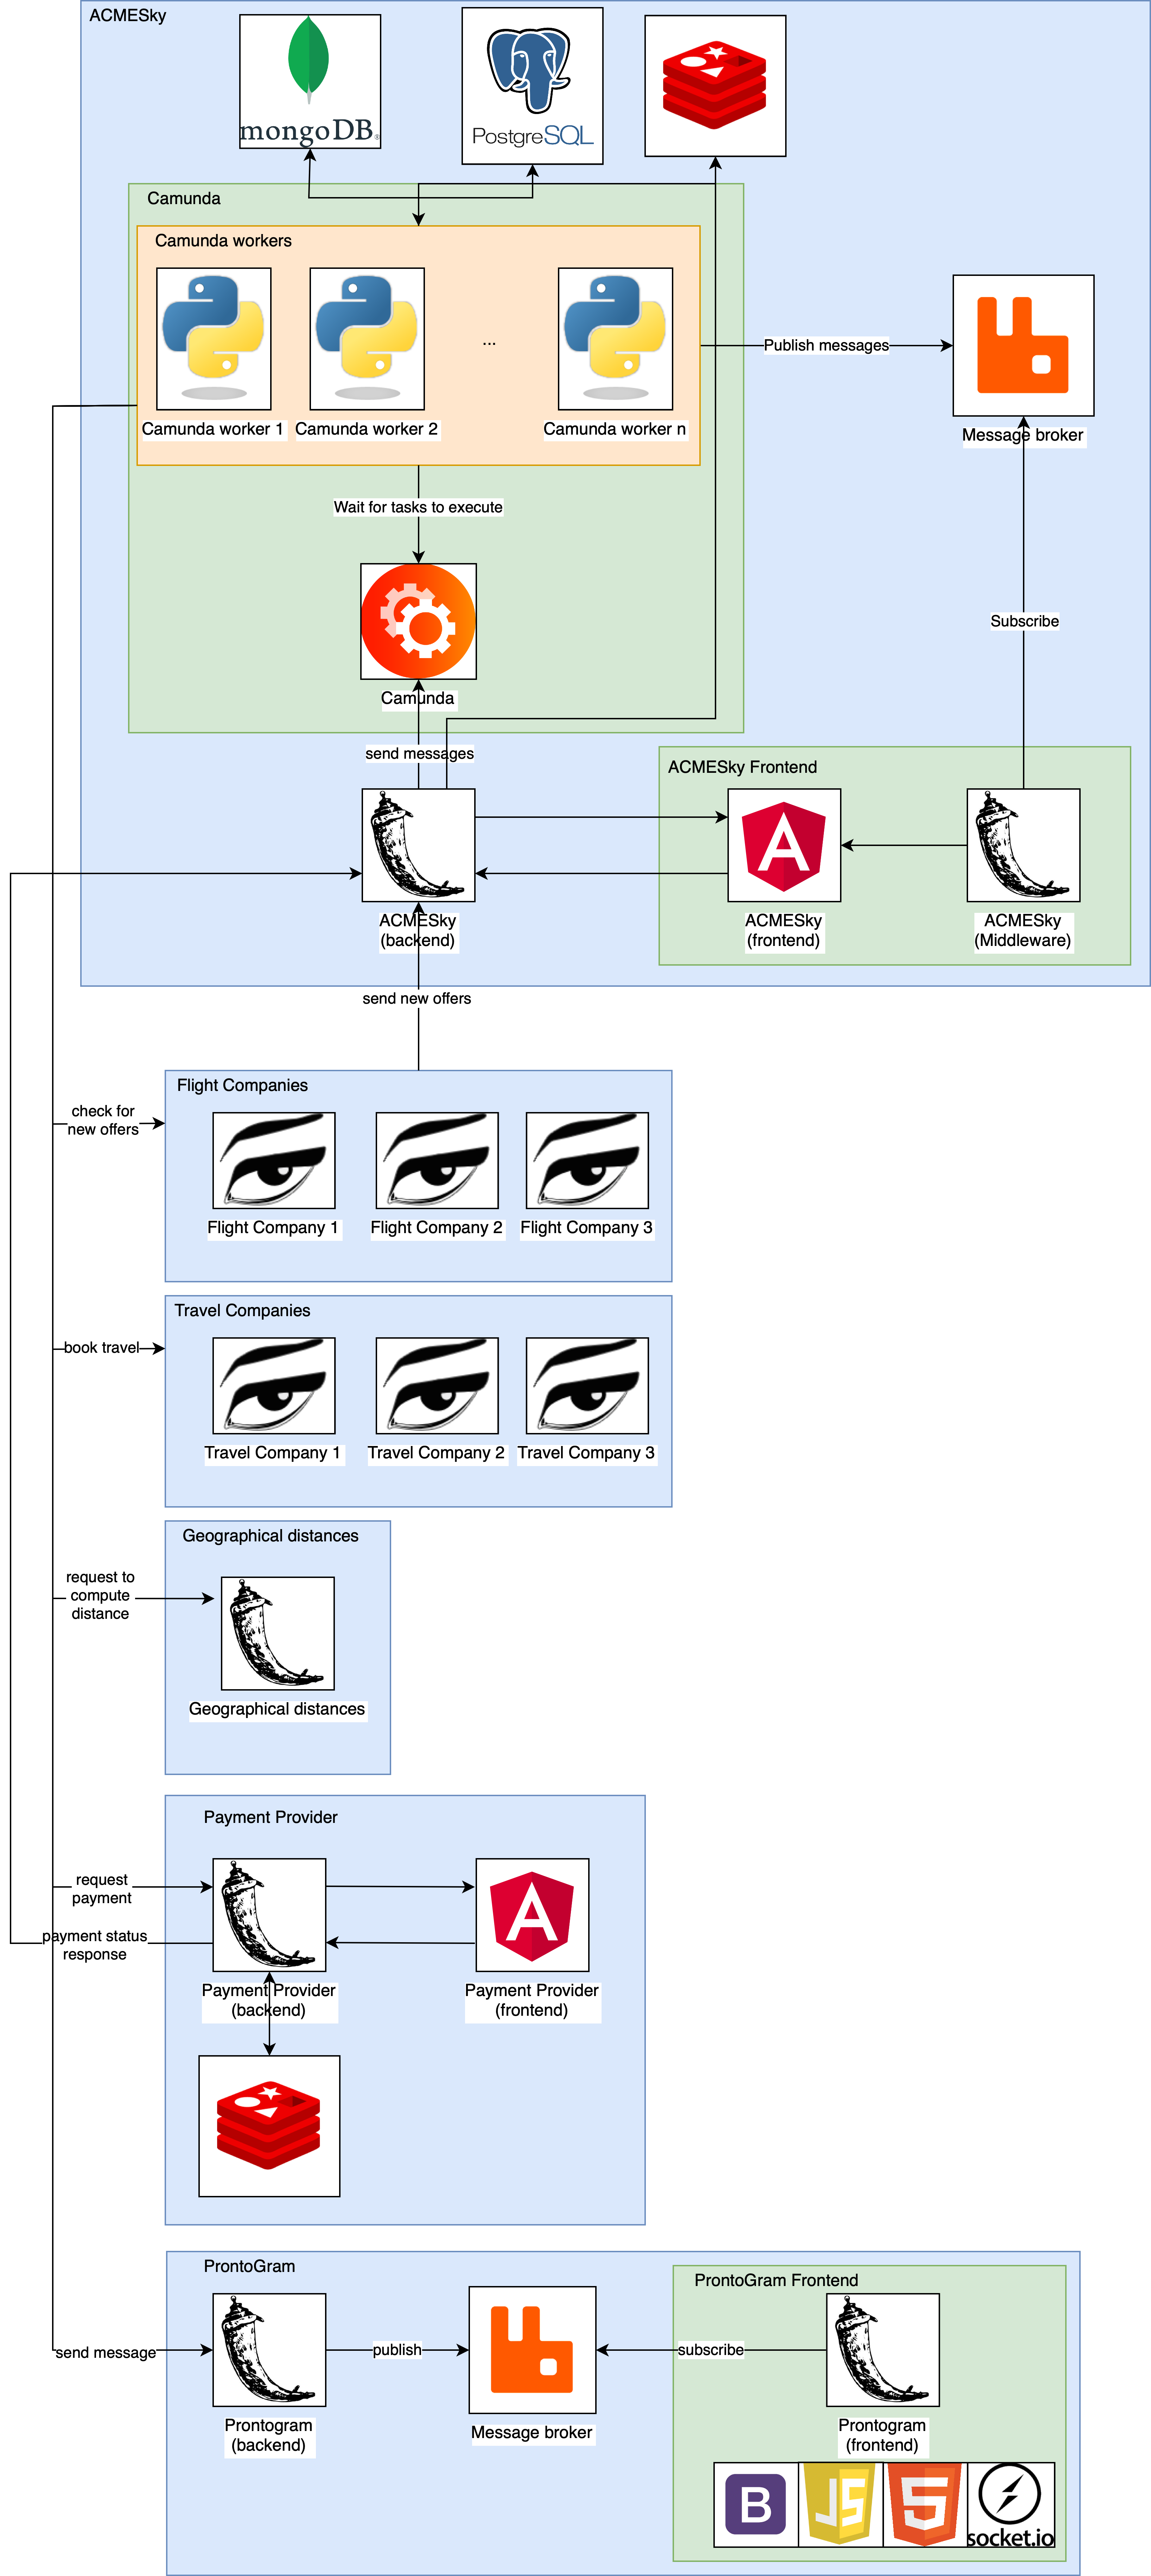 ACMESky
mongoDB®
PostgreSQL
Camunda
Camunda workers
...
Camunda worker 1
Camunda worker 2
Camunda worker n
Publish messages
Message broker
Wait for tasks to execute
Subscribe
Camunda
send messages
ACMESky Frontend
ACMESky
(backend)
ACMESky
(frontend)
ACMESky
(Middleware)
send new offers
Flight Companies
check for
new offers
Flight Company 1
Flight Company 2
Flight Company 3
Travel Companies
book travel
Travel Company 1
Travel Company 2
Travel Company 3
Geographical distances
request to
compute
distance
Geographical distances
Payment Provider
request
payment
payment status
response
Payment Provider
(backend)
Payment Provider
(frontend)
ProntoGram
ProntoGram Frontend
send message
publish
subscribe
Prontogram
(backend)
Message broker
Prontogram
(frontend)
B
JS
5
socket.io